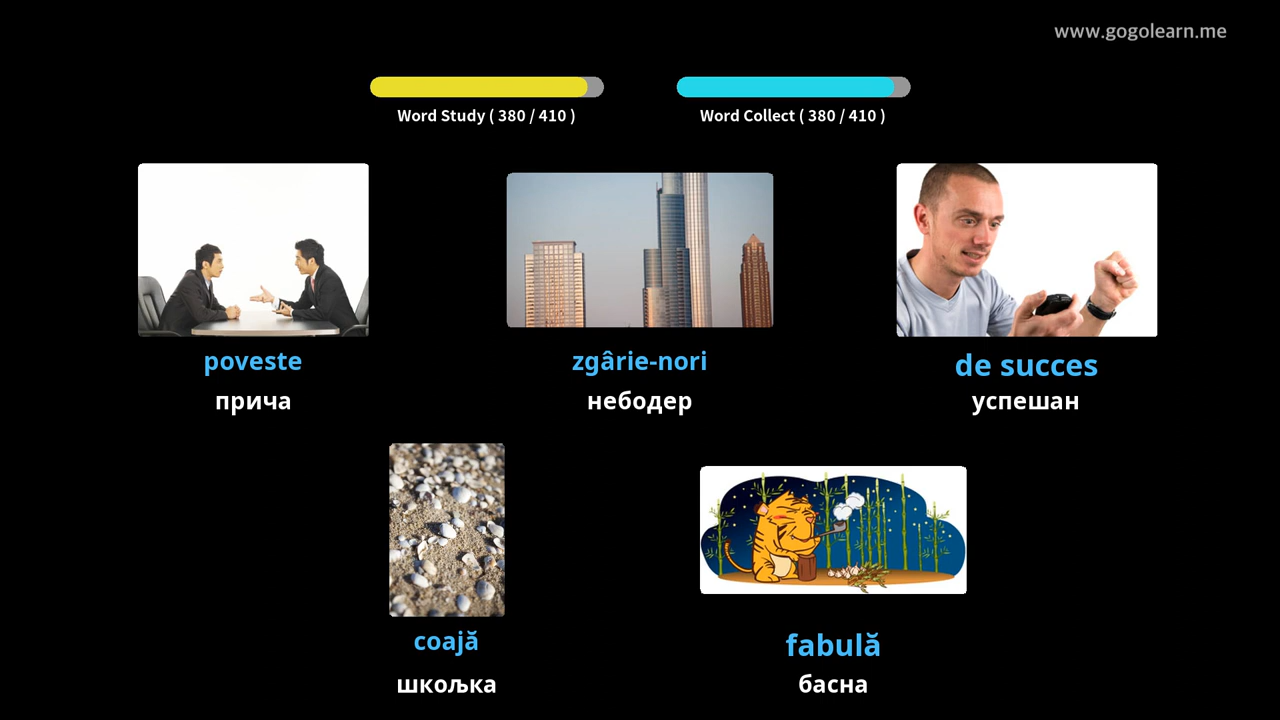 www.gogolearn.me
Word Study ( 380 / 410 )
Word Collect ( 380 / 410 )
poveste
zgârie-nori
de succes
прича
небодер
успешан
coajă
fabulă
шкољка
басна